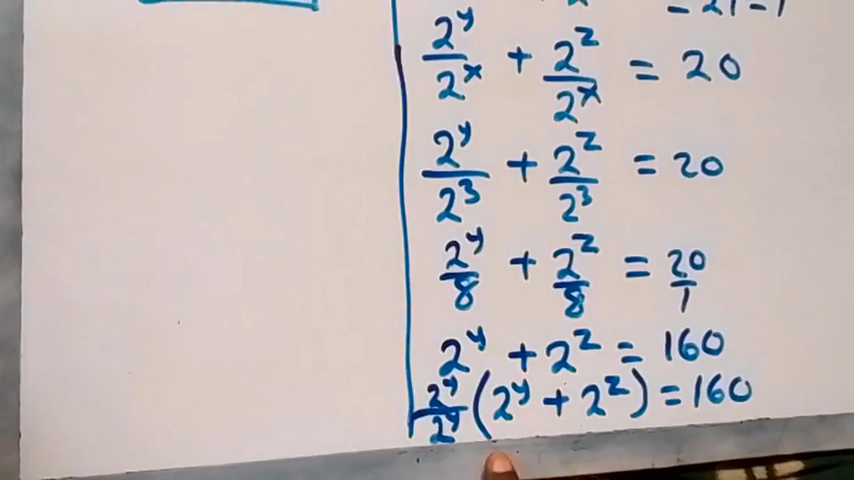 2^y/2^x + 2^z/2^x = 20
2^y/2^3 + 2^z/2^3 = 20
2^y/8 + 2^z/8 = 20/1
2^y + 2^z = 160
2^y/2^y (2^y + 2^z) = 160